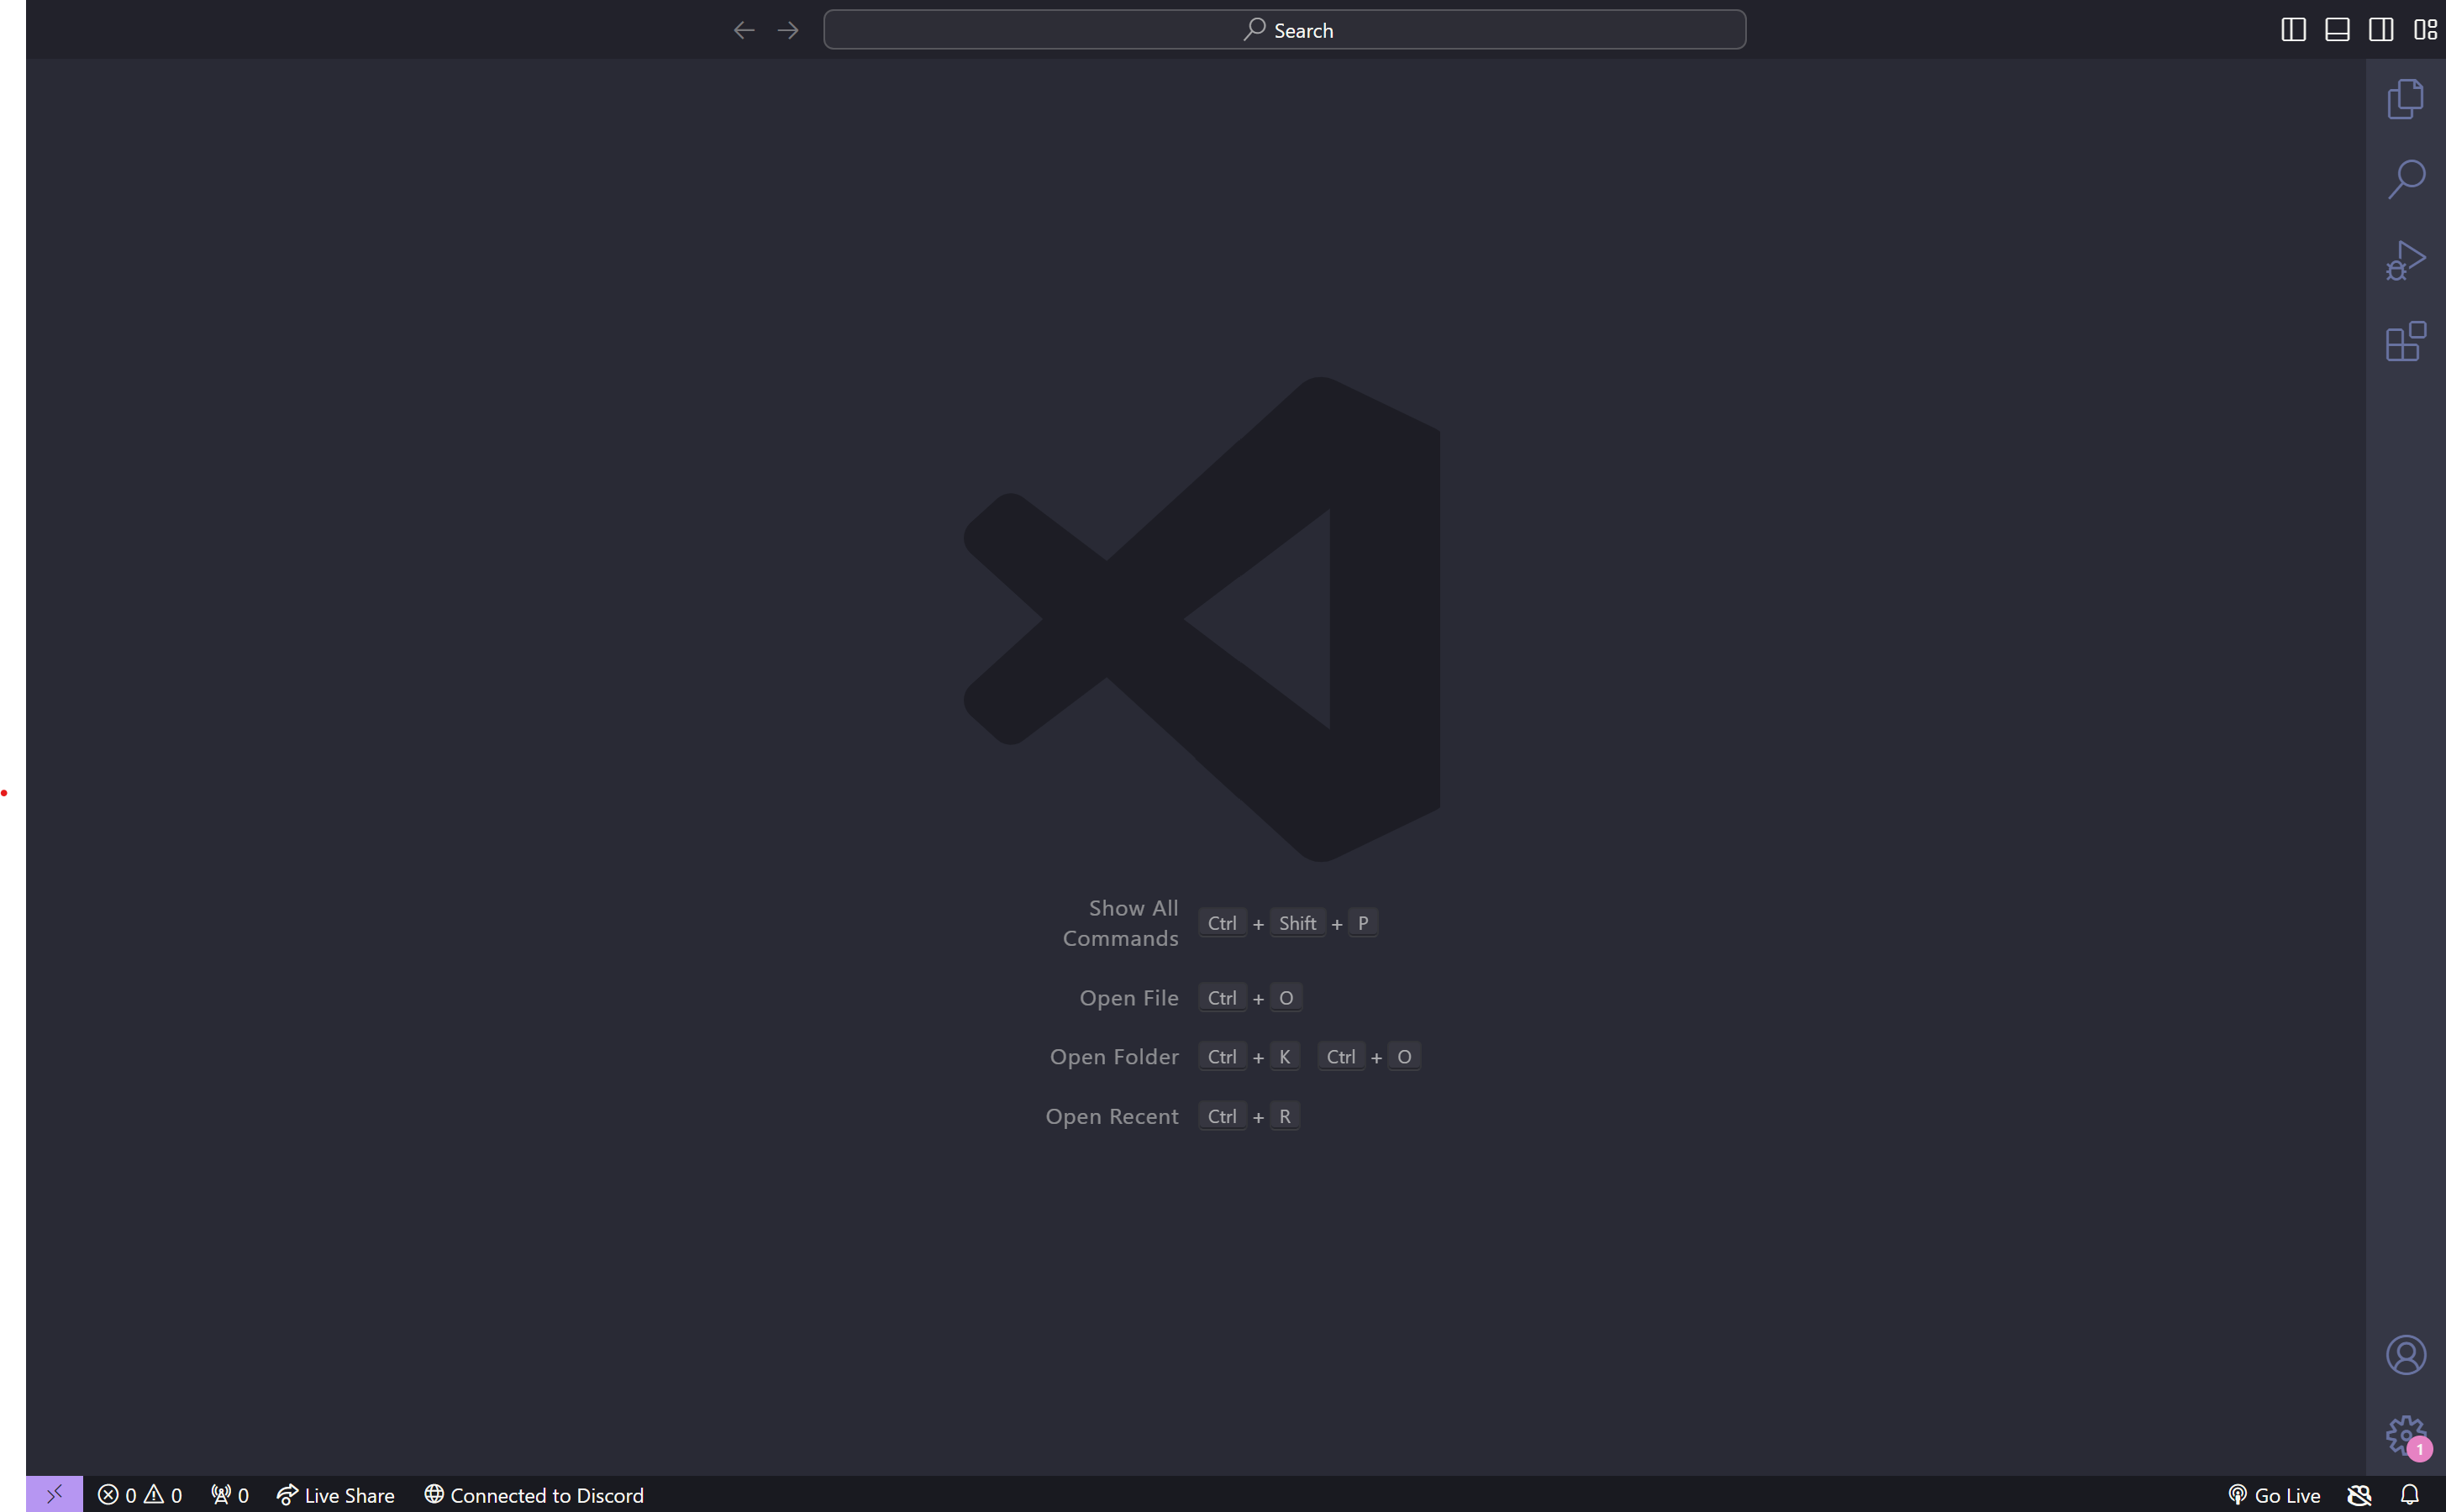 Search
Show All
Commands
Ctrl + Shift + P
Open File Ctrl + O
Open Folder Ctrl + K Ctrl + O
Open Recent Ctrl + R
1
0 0 0 Live Share Connected to Discord Go Live